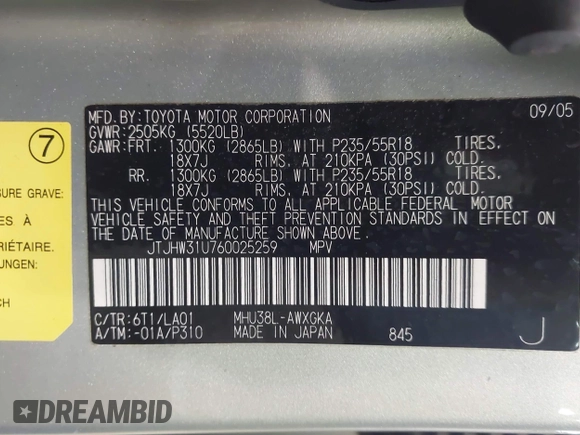 MFD.BY:TOYOTA MOTOR CORPORATION 09/05
GVWR:2505KG (5520LB)
GAWR:FRT. 1300KG (2865LB) WITH P235/55R18 TIRES,
18X7J RIMS, AT 210KPA (30PSI) COLD.
RR. 1300KG (2865LB) WITH P235/55R18 TIRES,
18X7J RIMS, AT 210KPA (30PSI) COLD.
THIS VEHICLE CONFORMS TO ALL APPLICABLE FEDERAL MOTOR
VEHICLE SAFETY AND THEFT PREVENTION STANDARDS IN EFFECT ON
THE DATE OF MANUFACTURE SHOWN ABOVE.
JTJHW31U760025259 MPV
C/TR:6T1/LA01 MHU38L-AWXGKA
A/TM:-01A/P310 MADE IN JAPAN 845 J
7
SURE GRAVE:
ES À
RIÉTAIRE.
UNGEN:
CH
DREAMBID